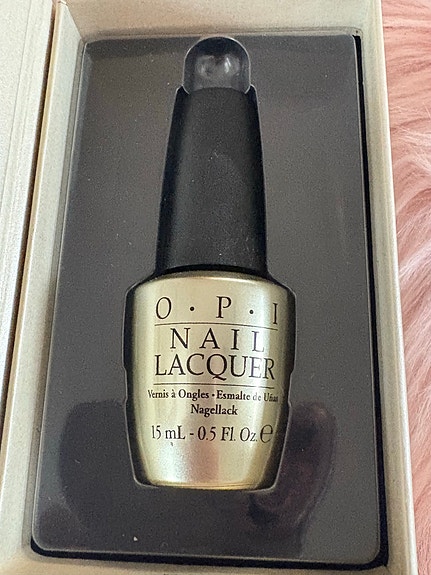 O·P·I
NAIL
LACQUER
Vernis à Ongles • Esmalte de Uñas
Nagellack
15 mL - 0.5 Fl. Oz. ℮